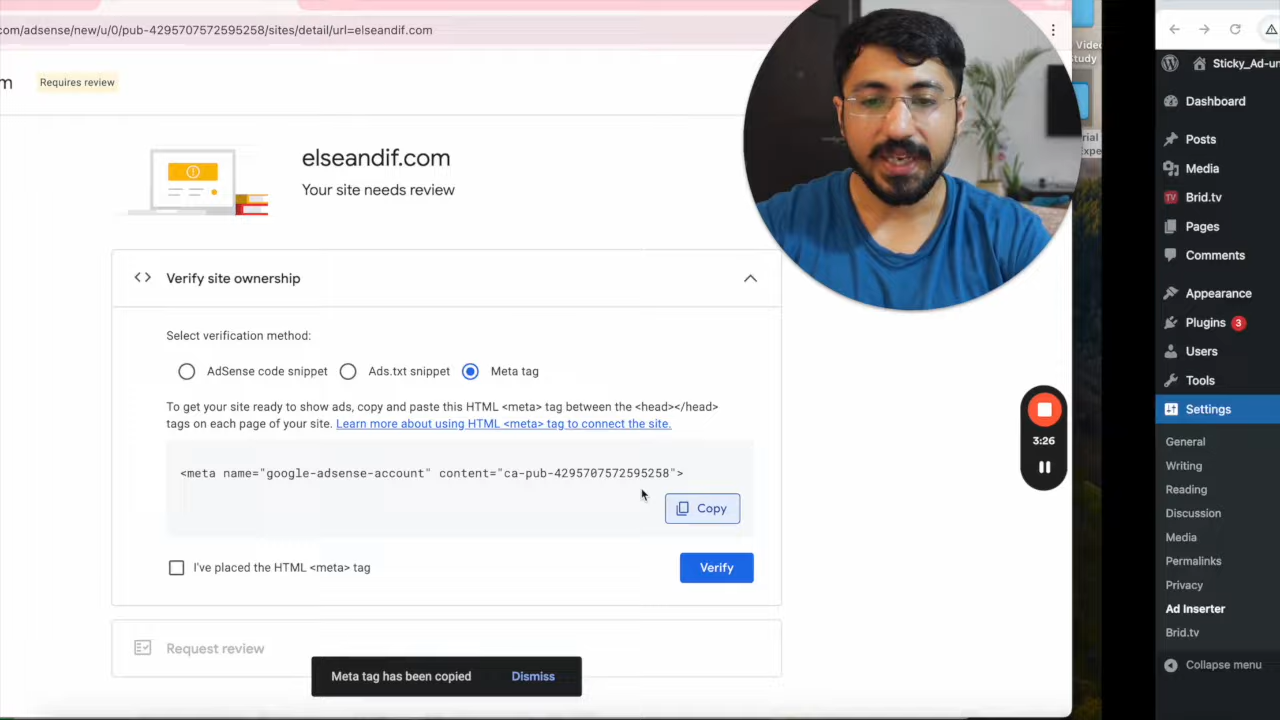 com/adsense/new/u/0/pub-4295707572595258/sites/detail/url=elseandif.com
m
Requires review
elseandif.com
Your site needs review
Verify site ownership
Select verification method:
AdSense code snippet
Ads.txt snippet
Meta tag
To get your site ready to show ads, copy and paste this HTML <meta> tag between the <head></head>
tags on each page of your site. Learn more about using HTML <meta> tag to connect the site.
<meta name="google-adsense-account" content="ca-pub-4295707572595258">
Copy
I've placed the HTML <meta> tag
Verify
Request review
Meta tag has been copied
Dismiss
3:26
Vide
tudy
rial
Expe
Sticky_Ad-un
Dashboard
Posts
Media
Brid.tv
Pages
Comments
Appearance
Plugins 3
Users
Tools
Settings
General
Writing
Reading
Discussion
Media
Permalinks
Privacy
Ad Inserter
Brid.tv
Collapse menu